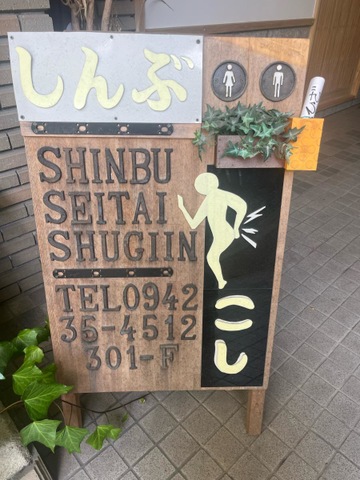 しんぶ
SHINBU
SEITAI
SHUGIIN
TEL0942
35-4512
301-F
こし